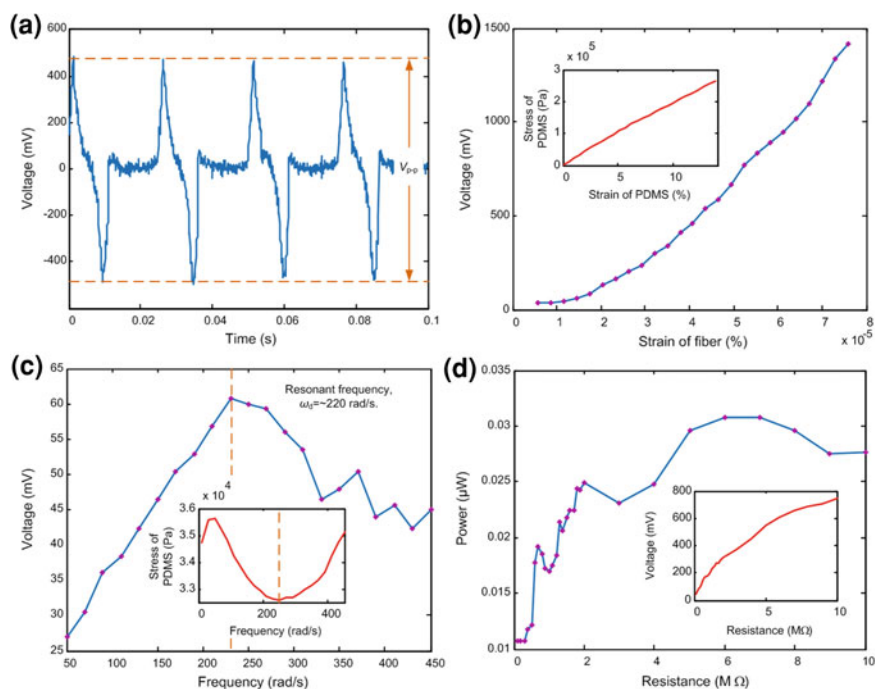 (a)
Voltage (mV)
600
400
200
0
-200
-400
-600
V p-p
0
0.02
0.04
0.06
0.08
0.1
Time (s)
(b)
Voltage (mV)
1500
1000
500
0
x 10 5
Stress of
PDMS (Pa)
3
2
1
0
0
5
10
Strain of PDMS (%)
0 1 2 3 4 5 6 7 8
Strain of fiber (%)
x 10 -5
(c)
Voltage (mV)
65
60
55
50
45
40
35
30
25
Resonant frequency,
ω0=~220 rad/s.
x 10 4
Stress of
PDMS (Pa)
3.6
3.5
3.4
3.3
0
200
400
Frequency (rad/s)
50 100 150 200 250 300 350 400 450
Frequency (rad/s)
(d)
Power (μW)
0.035
0.03
0.025
0.02
0.015
0.01
Voltage (mV)
800
600
400
200
0
0
5
10
Resistance (MΩ)
0 2 4 6 8 10
Resistance (M Ω)